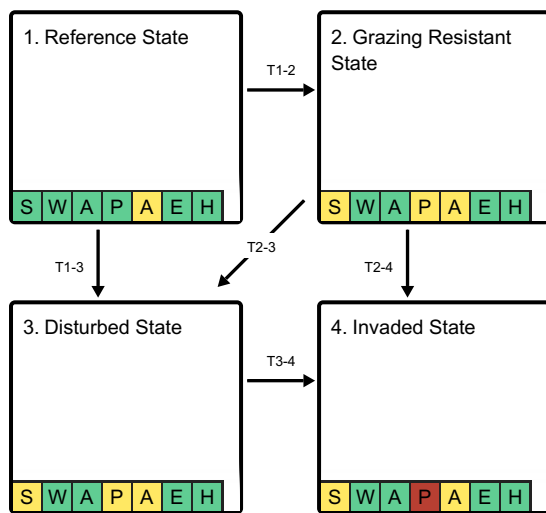 1. Reference State
S W A P A E H
T1-2
2. Grazing Resistant
State
S W A P A E H
T1-3
T2-3
T2-4
3. Disturbed State
S W A P A E H
T3-4
4. Invaded State
S W A P A E H